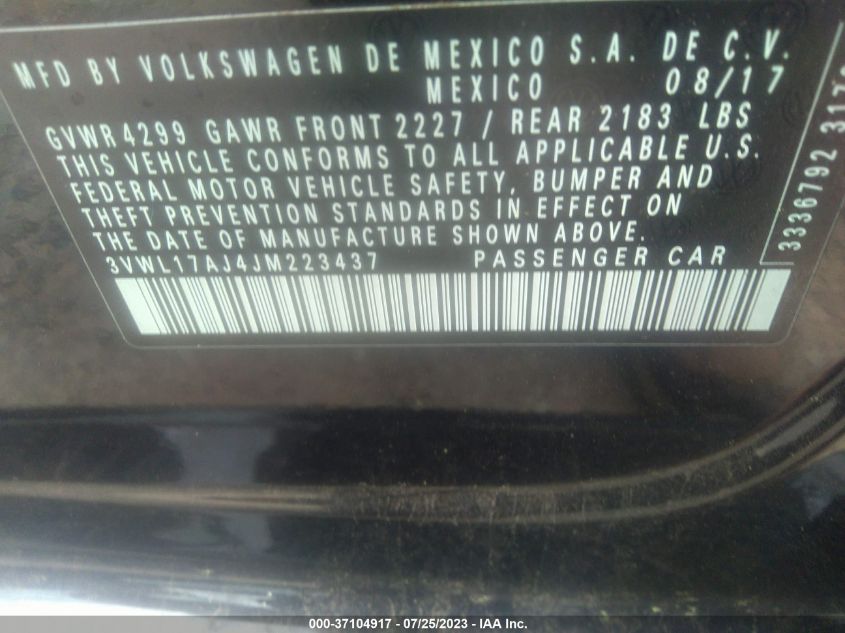 MFD BY VOLKSWAGEN DE MEXICO S.A. DE C.V.
MEXICO 08/17
GVWR 4299 GAWR FRONT 2227 / REAR 2183 LBS
THIS VEHICLE CONFORMS TO ALL APPLICABLE U.S.
FEDERAL MOTOR VEHICLE SAFETY, BUMPER AND
THEFT PREVENTION STANDARDS IN EFFECT ON
THE DATE OF MANUFACTURE SHOWN ABOVE.
3VWL17AJ4JM223437 PASSENGER CAR
3336792
000-37104917 - 07/25/2023 - IAA Inc.